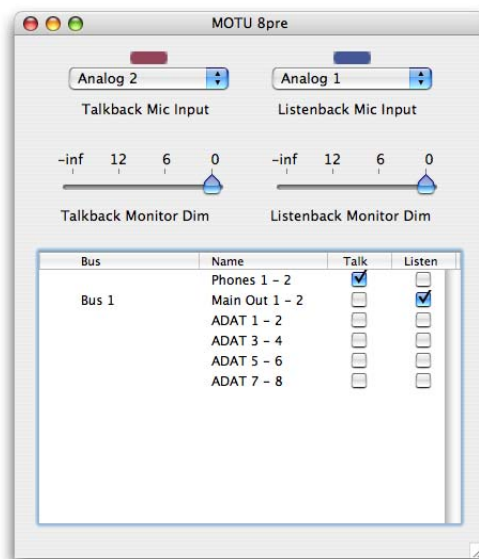 MOTU 8pre
Analog 2 Analog 1
Talkback Mic Input Listenback Mic Input
-inf 12 6 0 -inf 12 6 0
Talkback Monitor Dim Listenback Monitor Dim
Bus Name Talk Listen
Phones 1 - 2
Bus 1 Main Out 1 - 2
ADAT 1 - 2
ADAT 3 - 4
ADAT 5 - 6
ADAT 7 - 8